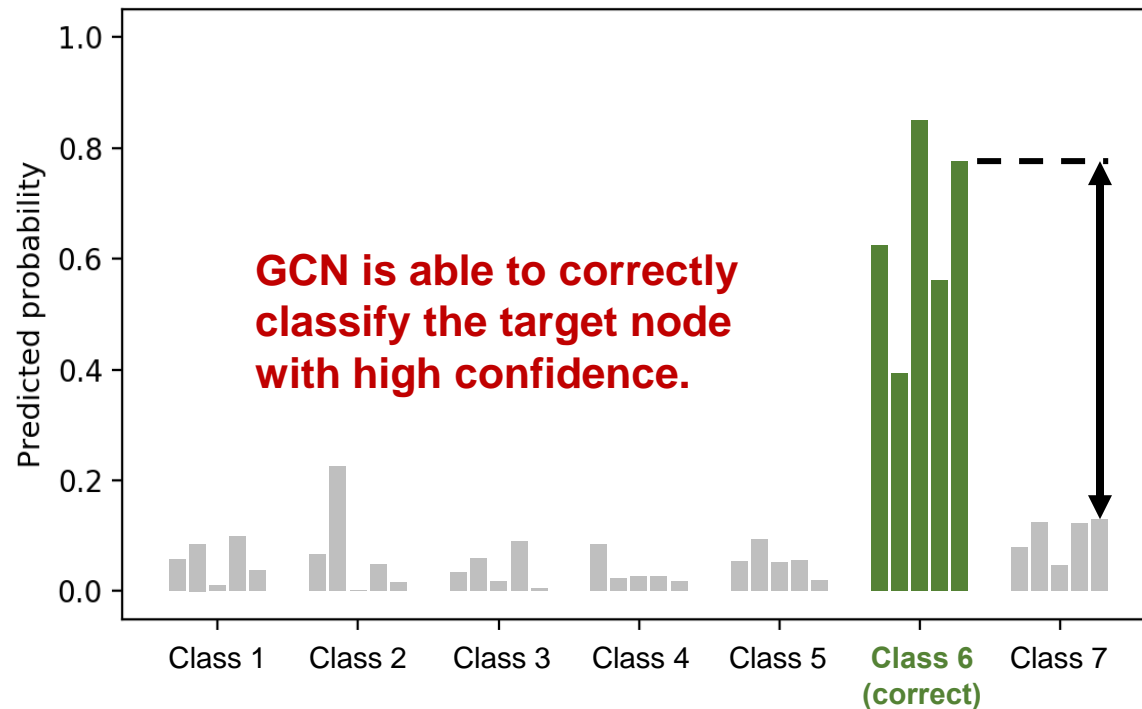 1.0
0.8
0.6
0.4
0.2
0.0
Predicted probability
GCN is able to correctly
classify the target node
with high confidence.
Class 1
Class 2
Class 3
Class 4
Class 5
Class 6
(correct)
Class 7